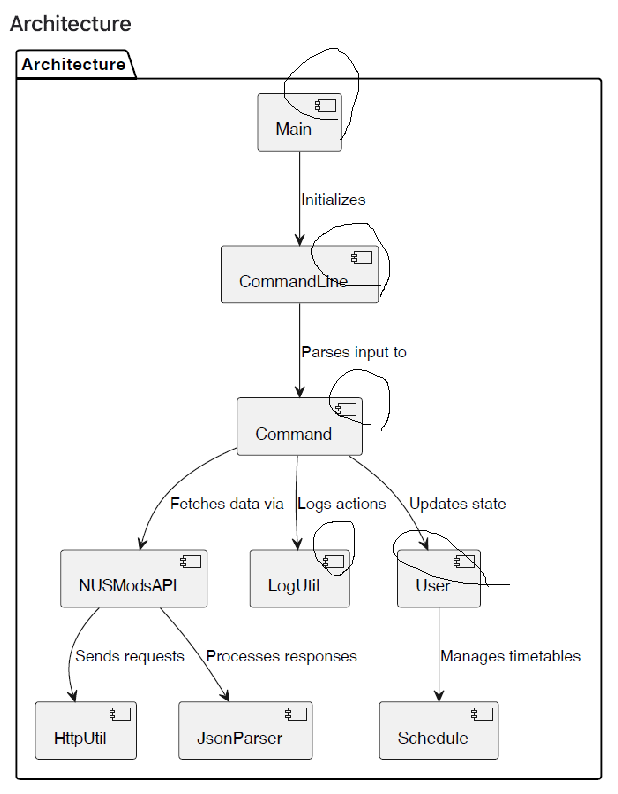 Architecture
Architecture
Main
Initializes
CommandLine
Parses input to
Command
Fetches data via
Logs actions
Updates state
NUSModsAPI
LogUtil
User
Sends requests
Processes responses
Manages timetables
HttpUtil
JsonParser
Schedule